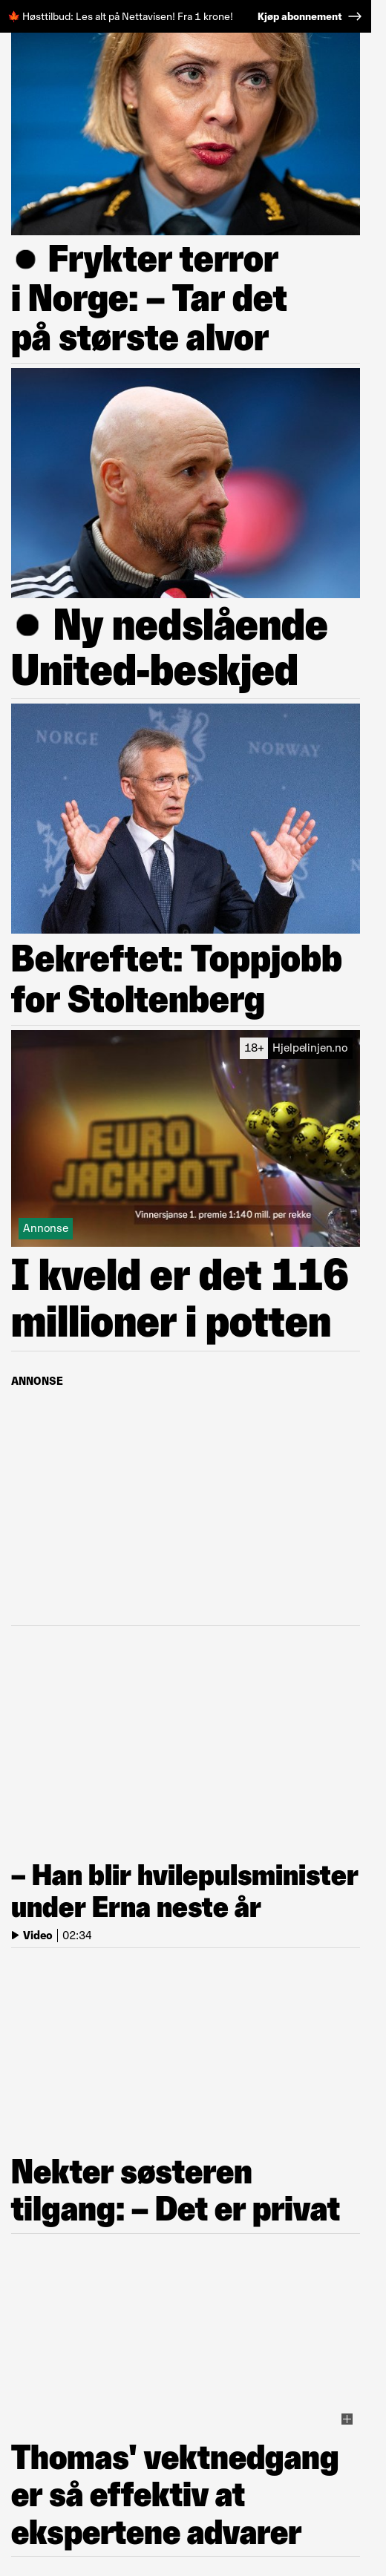 🍁 Høsttilbud: Les alt på Nettavisen! Fra 1 krone! Kjøp abonnement →
● Frykter terror
i Norge: – Tar det
på største alvor
● Ny nedslående
United-beskjed
NORGE
NORWAY
Bekreftet: Toppjobb
for Stoltenberg
18+ Hjelpelinjen.no
EURO
JACKPOT
Vinnersjanse 1. premie 1:140 mill. per rekke
Annonse
I kveld er det 116
millioner i potten
ANNONSE
– Han blir hvilepulsminister
under Erna neste år
Video | 02:34
Nekter søsteren
tilgang: – Det er privat
Thomas' vektnedgang
er så effektiv at
ekspertene advarer